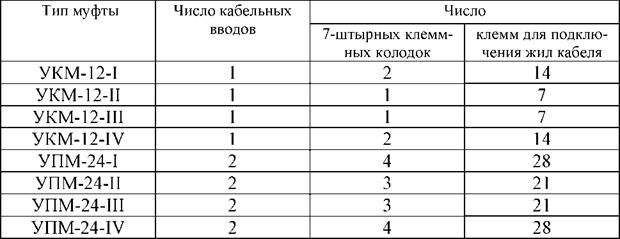 Тип муфты Число кабельных вводов Число
7-штырных клемм-ных колодок клемм для подклю-чения жил кабеля
УКМ-12-I 1 2 14
УКМ-12-II 1 1 7
УКМ-12-III 1 1 7
УКМ-12-IV 1 2 14
УПМ-24-I 2 4 28
УПМ-24-II 2 3 21
УПМ-24-III 2 3 21
УПМ-24-IV 2 4 28